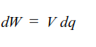 dW = V dq